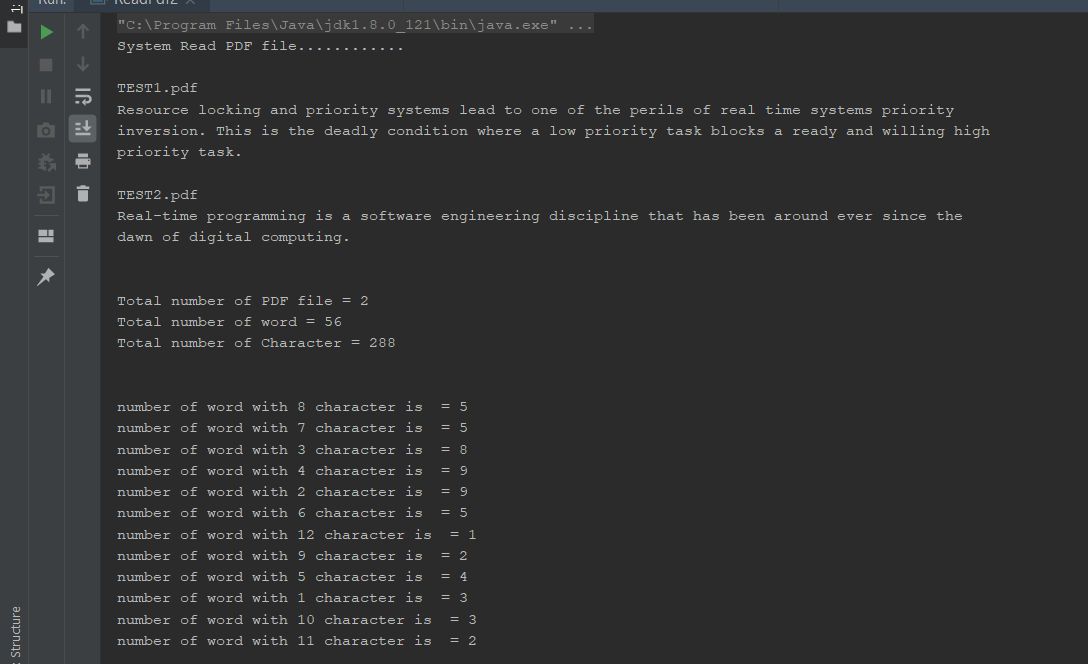 Run:
ReadPdf2
"C:\Program Files\Java\jdk1.8.0_121\bin\java.exe" ...
System Read PDF file............
TEST1.pdf
Resource locking and priority systems lead to one of the perils of real time systems priority
inversion. This is the deadly condition where a low priority task blocks a ready and willing high
priority task.
TEST2.pdf
Real-time programming is a software engineering discipline that has been around ever since the
dawn of digital computing.
Total number of PDF file = 2
Total number of word = 56
Total number of Character = 288
number of word with 8 character is  = 5
number of word with 7 character is  = 5
number of word with 3 character is  = 8
number of word with 4 character is  = 9
number of word with 2 character is  = 9
number of word with 6 character is  = 5
number of word with 12 character is  = 1
number of word with 9 character is  = 2
number of word with 5 character is  = 4
number of word with 1 character is  = 3
number of word with 10 character is  = 3
number of word with 11 character is  = 2
Structure